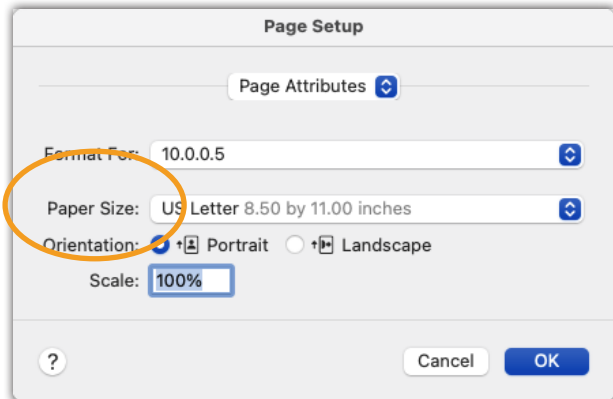 Page Setup
Page Attributes
Format For: 10.0.0.5
Paper Size: US Letter 8.50 by 11.00 inches
Orientation: Portrait Landscape
Scale: 100%
? Cancel OK